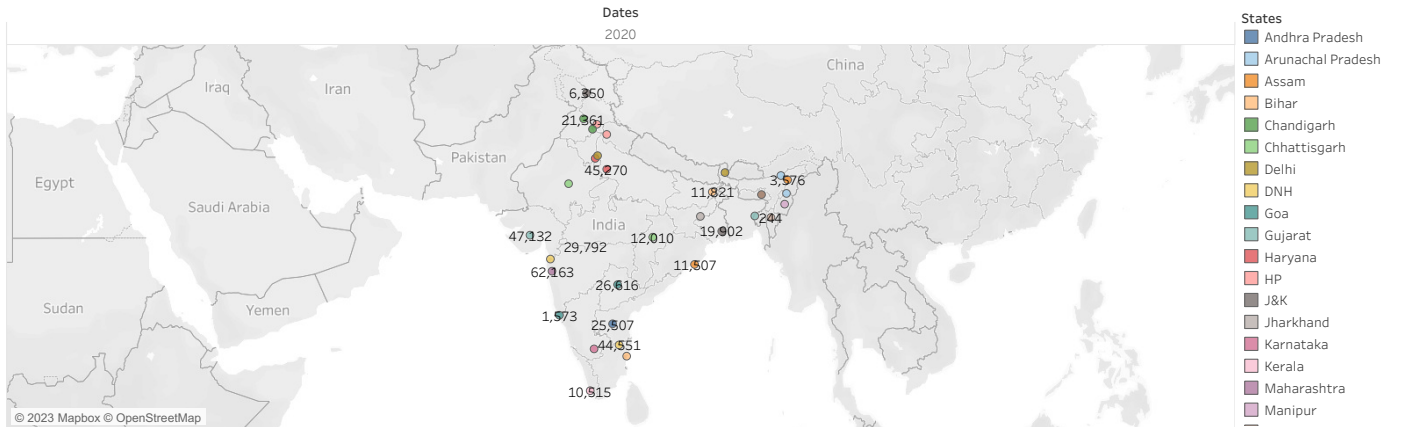 Dates
2020
States
Andhra Pradesh
Arunachal Pradesh
Assam
Bihar
Chandigarh
Chhattisgarh
Delhi
DNH
Goa
Gujarat
Haryana
HP
J&K
Jharkhand
Karnataka
Kerala
Maharashtra
Manipur
China
Iraq
Iran
6,350
21,361
Pakistan
45,270
Egypt
3,576
11,821
Saudi Arabia
244
India
19,902
47,132
12,010
29,792
11,507
62,163
26,616
Sudan
Yemen
1,573
25,507
44,551
10,515
© 2023 Mapbox © OpenStreetMap